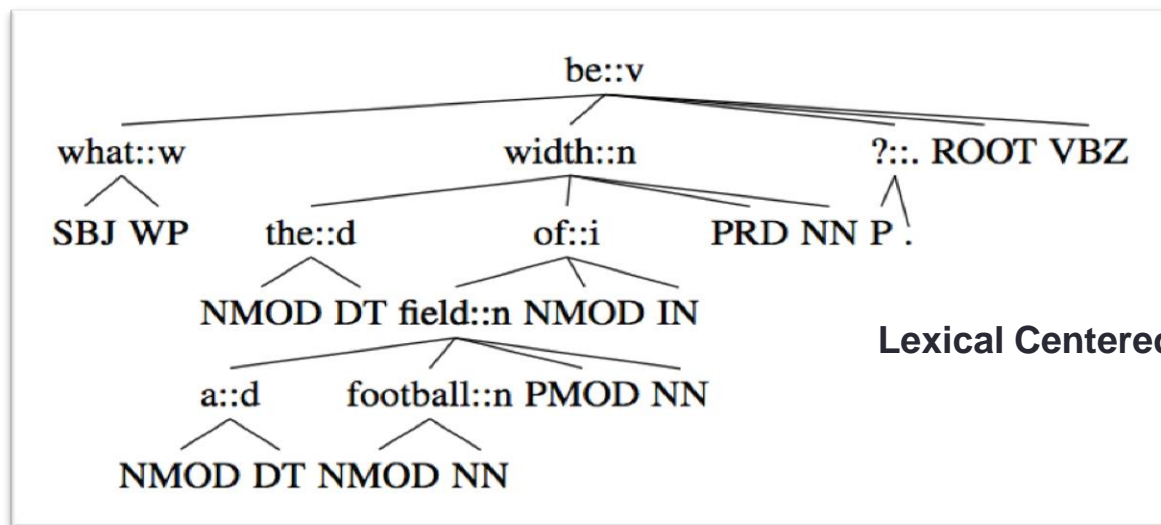 be::v
what::w width::n ?::. ROOT VBZ
SBJ WP the::d of::i PRD NN P .
NMOD DT field::n NMOD IN
Lexical Centered
a::d football::n PMOD NN
NMOD DT NMOD NN